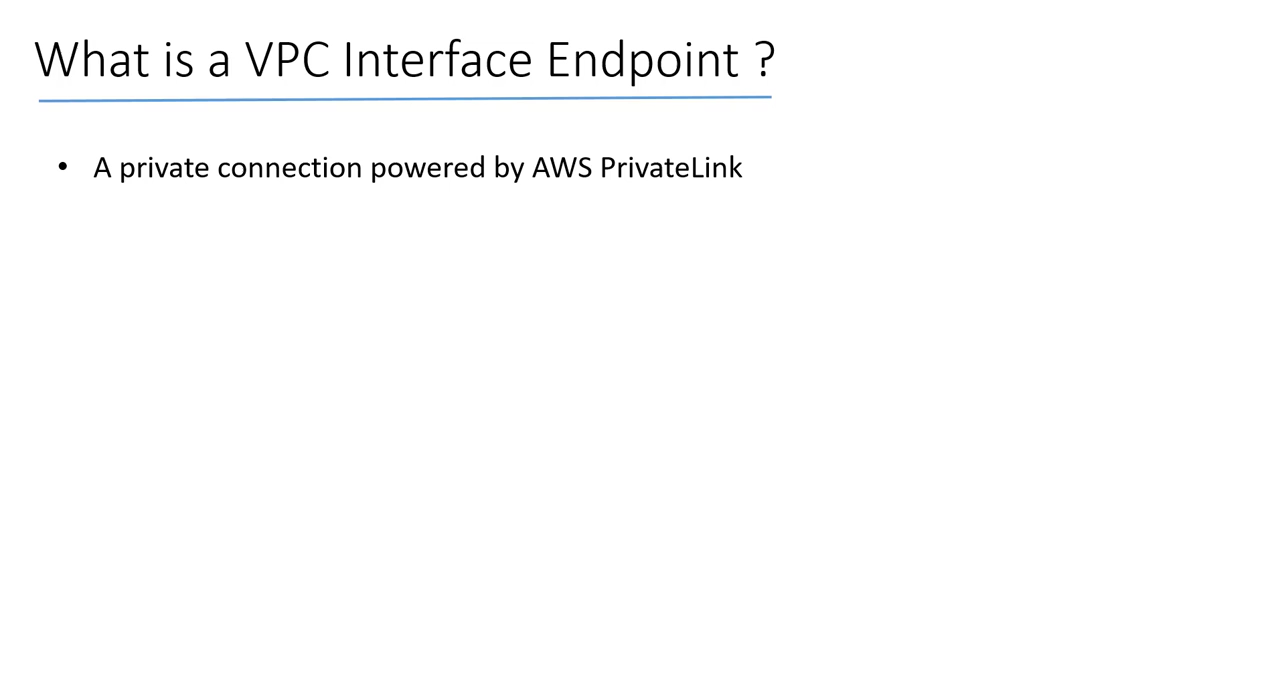 What is a VPC Interface Endpoint ?
• A private connection powered by AWS PrivateLink